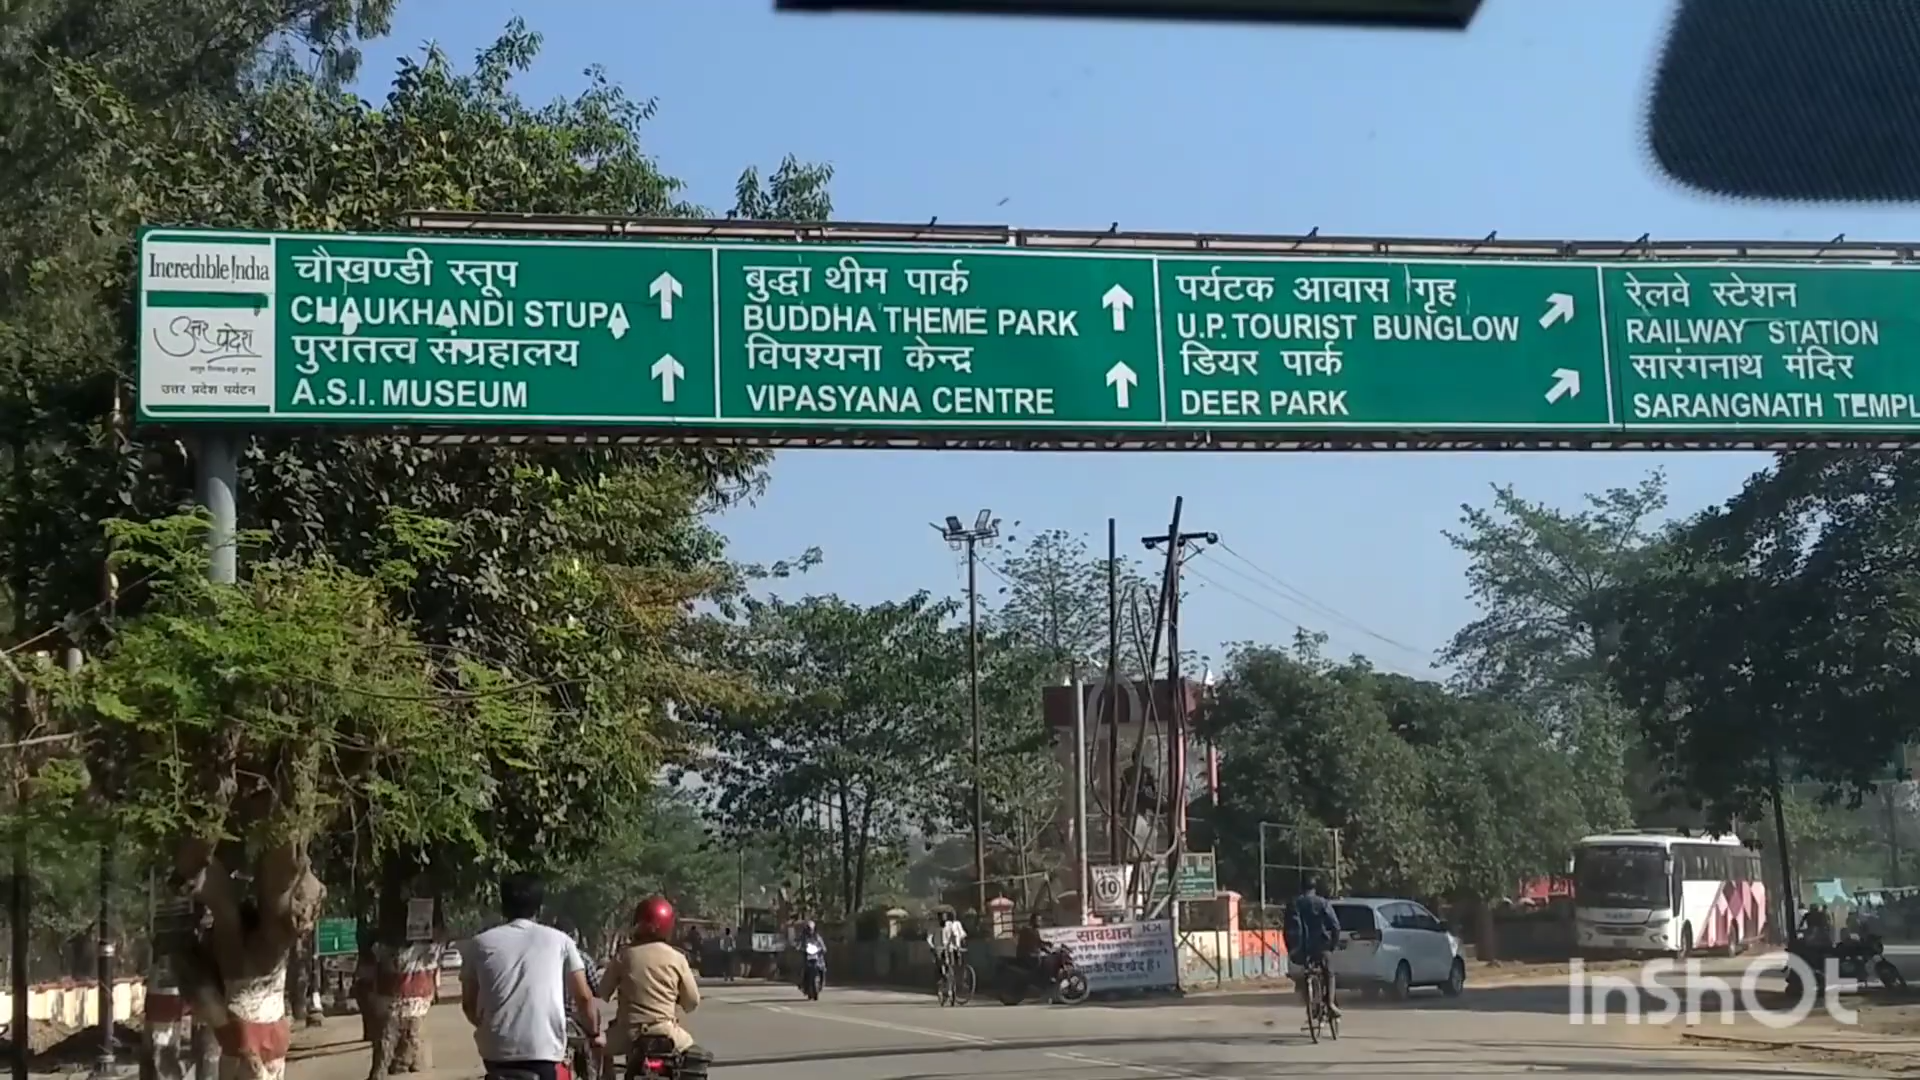 Incredible India
उत्तर प्रदेश
उत्तर प्रदेश पर्यटन
चौखण्डी स्तूप
CHAUKHANDI STUPA
पुरातत्व संग्रहालय
A.S.I. MUSEUM
बुद्धा थीम पार्क
BUDDHA THEME PARK
विपश्यना केन्द्र
VIPASYANA CENTRE
पर्यटक आवास गृह
U.P. TOURIST BUNGLOW
डियर पार्क
DEER PARK
रेलवे स्टेशन
RAILWAY STATION
सारंगनाथ मंदिर
SARANGNATH TEMPL
10
सावधान
InShOt